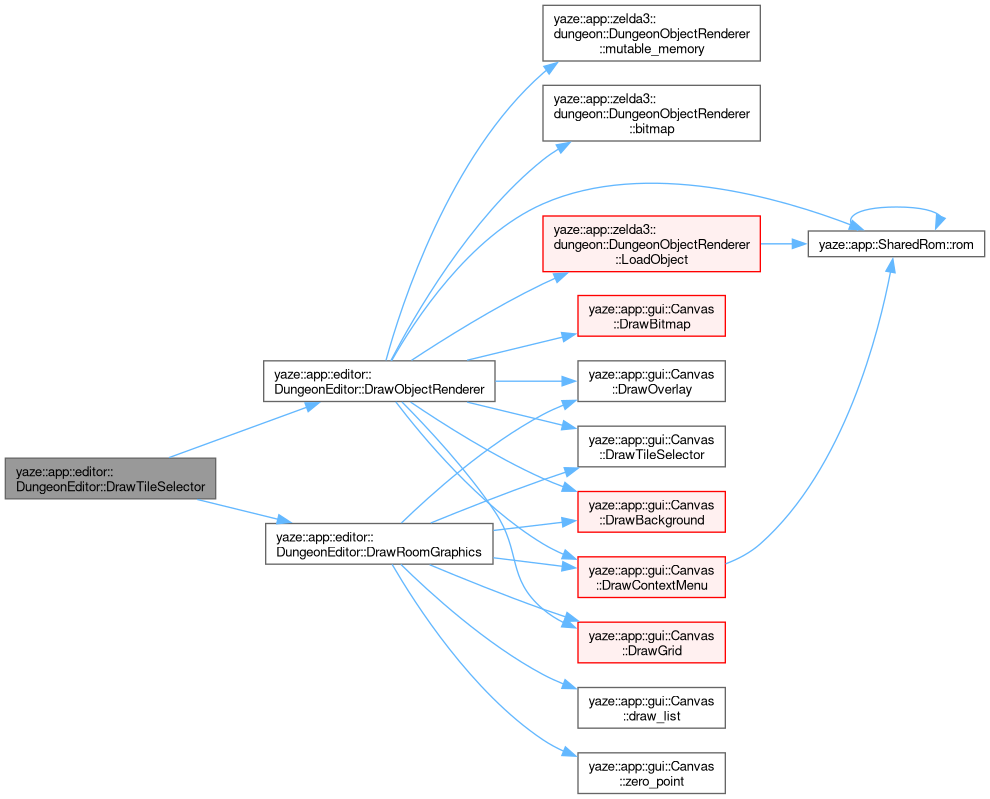 yaze::app::zelda3::
dungeon::DungeonObjectRenderer
::mutable_memory
yaze::app::zelda3::
dungeon::DungeonObjectRenderer
::bitmap
yaze::app::zelda3::
dungeon::DungeonObjectRenderer
::LoadObject
yaze::app::SharedRom::rom
yaze::app::gui::Canvas
::DrawBitmap
yaze::app::editor::
DungeonEditor::DrawObjectRenderer
yaze::app::gui::Canvas
::DrawOverlay
yaze::app::gui::Canvas
::DrawTileSelector
yaze::app::editor::
DungeonEditor::DrawTileSelector
yaze::app::gui::Canvas
::DrawBackground
yaze::app::editor::
DungeonEditor::DrawRoomGraphics
yaze::app::gui::Canvas
::DrawContextMenu
yaze::app::gui::Canvas
::DrawGrid
yaze::app::gui::Canvas
::draw_list
yaze::app::gui::Canvas
::zero_point